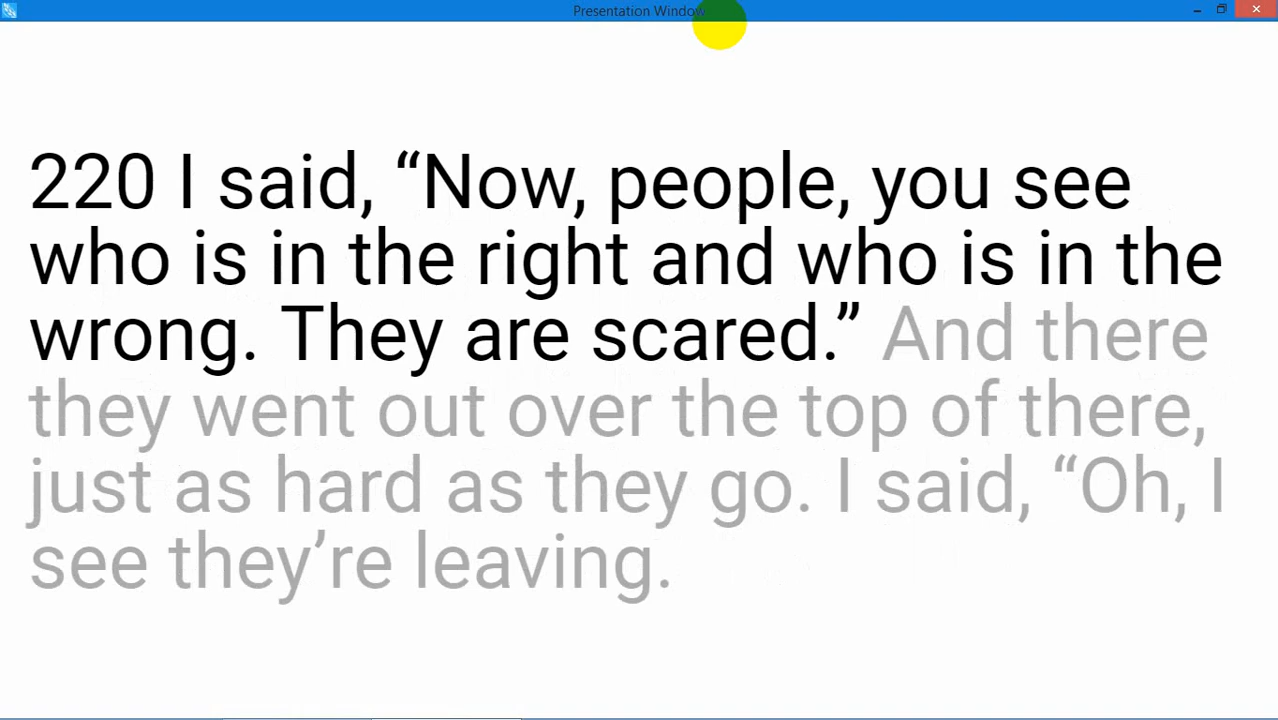 Presentation Window
220 I said, “Now, people, you see
who is in the right and who is in the
wrong. They are scared.” And there
they went out over the top of there,
just as hard as they go. I said, “Oh, I
see they’re leaving.